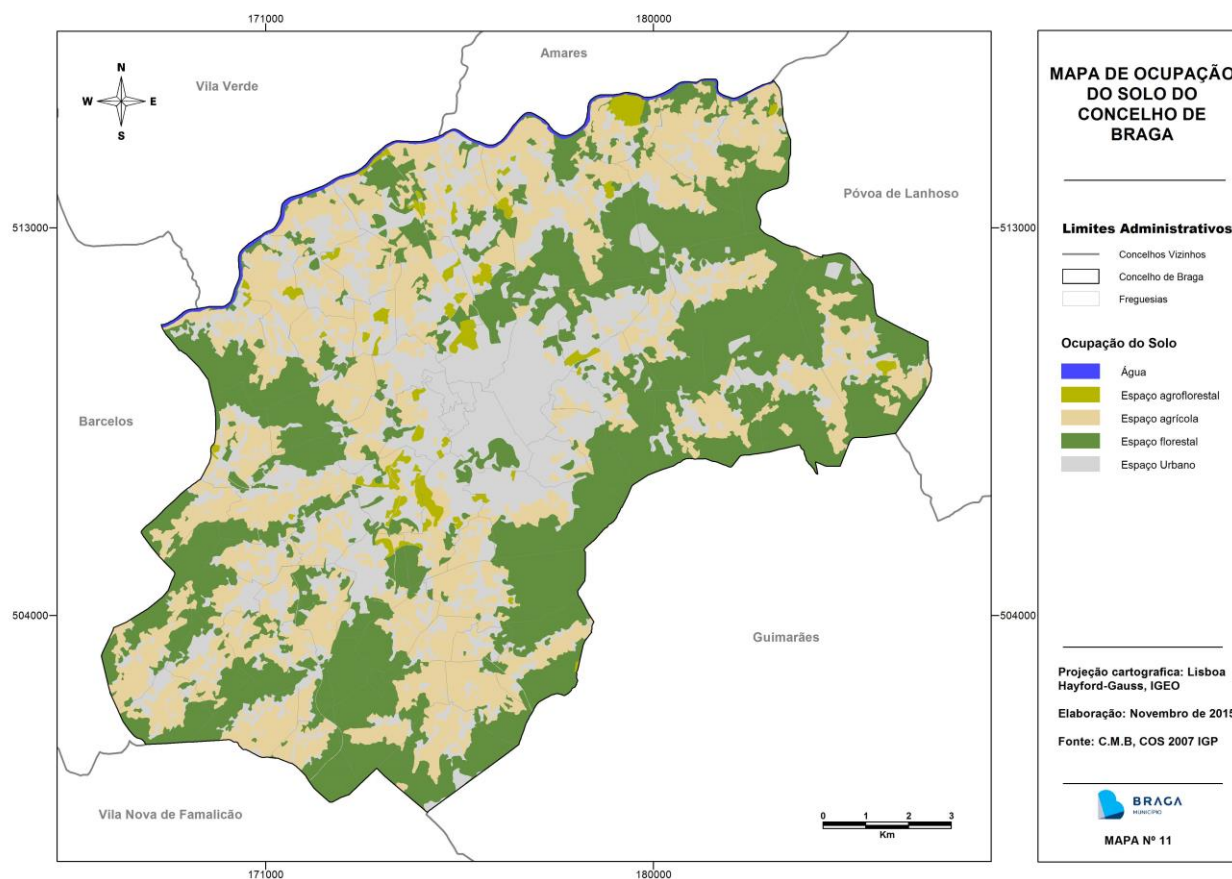 171000
180000
Amares
Vila Verde
N
W E
S
Póvoa de Lanhoso
513000
513000
Barcelos
504000
504000
Guimarães
Vila Nova de Famalicão
0 1 2 3
Km
171000
180000
MAPA DE OCUPAÇÃO
DO SOLO DO
CONCELHO DE
BRAGA
Limites Administrativos
Concelhos Vizinhos
Concelho de Braga
Freguesias
Ocupação do Solo
Água
Espaço agroflorestal
Espaço agrícola
Espaço florestal
Espaço Urbano
Projeção cartografica: Lisboa
Hayford-Gauss, IGEO
Elaboração: Novembro de 2015
Fonte: C.M.B, COS 2007 IGP
BRAGA
MUNICÍPIO
MAPA Nº 11